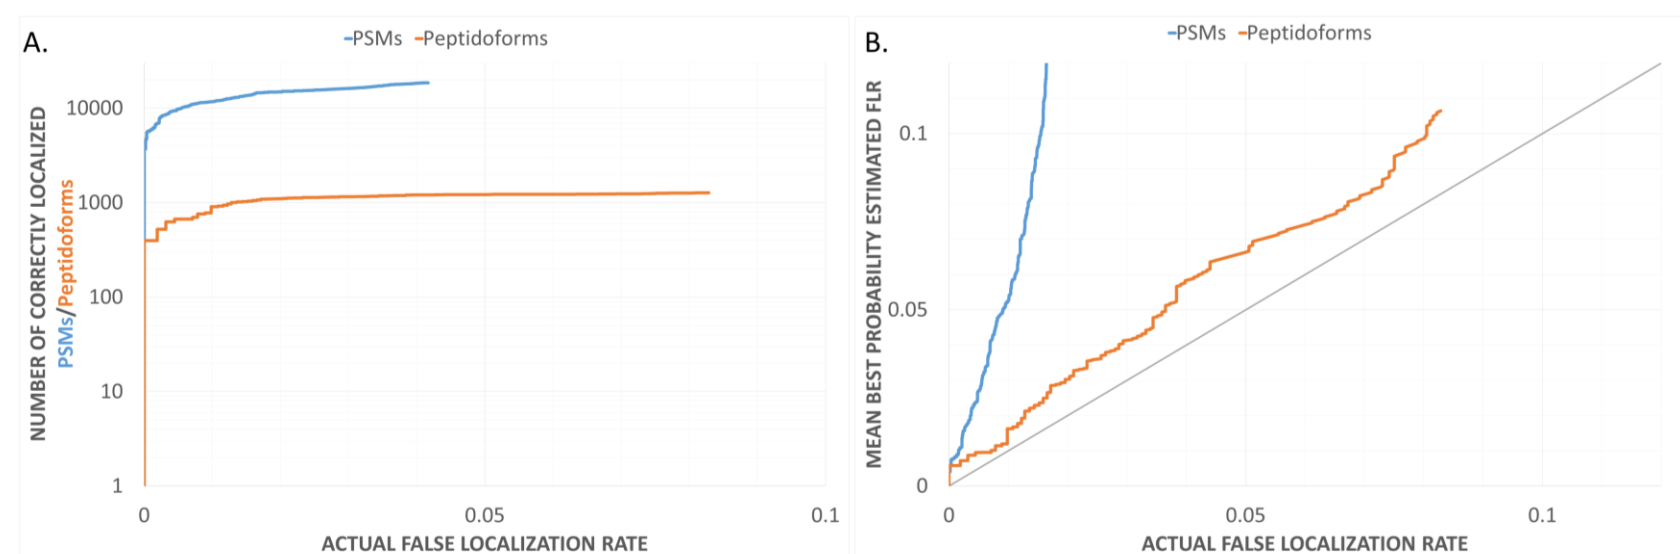 A.
PSMs Peptidoforms
NUMBER OF CORRECTLY LOCALIZED
PSMs/Peptidoforms
10000
1000
100
10
1
0 0.05 0.1
ACTUAL FALSE LOCALIZATION RATE
B.
PSMs Peptidoforms
MEAN BEST PROBABILITY ESTIMATED FLR
0.1
0.05
0
0 0.05 0.1
ACTUAL FALSE LOCALIZATION RATE